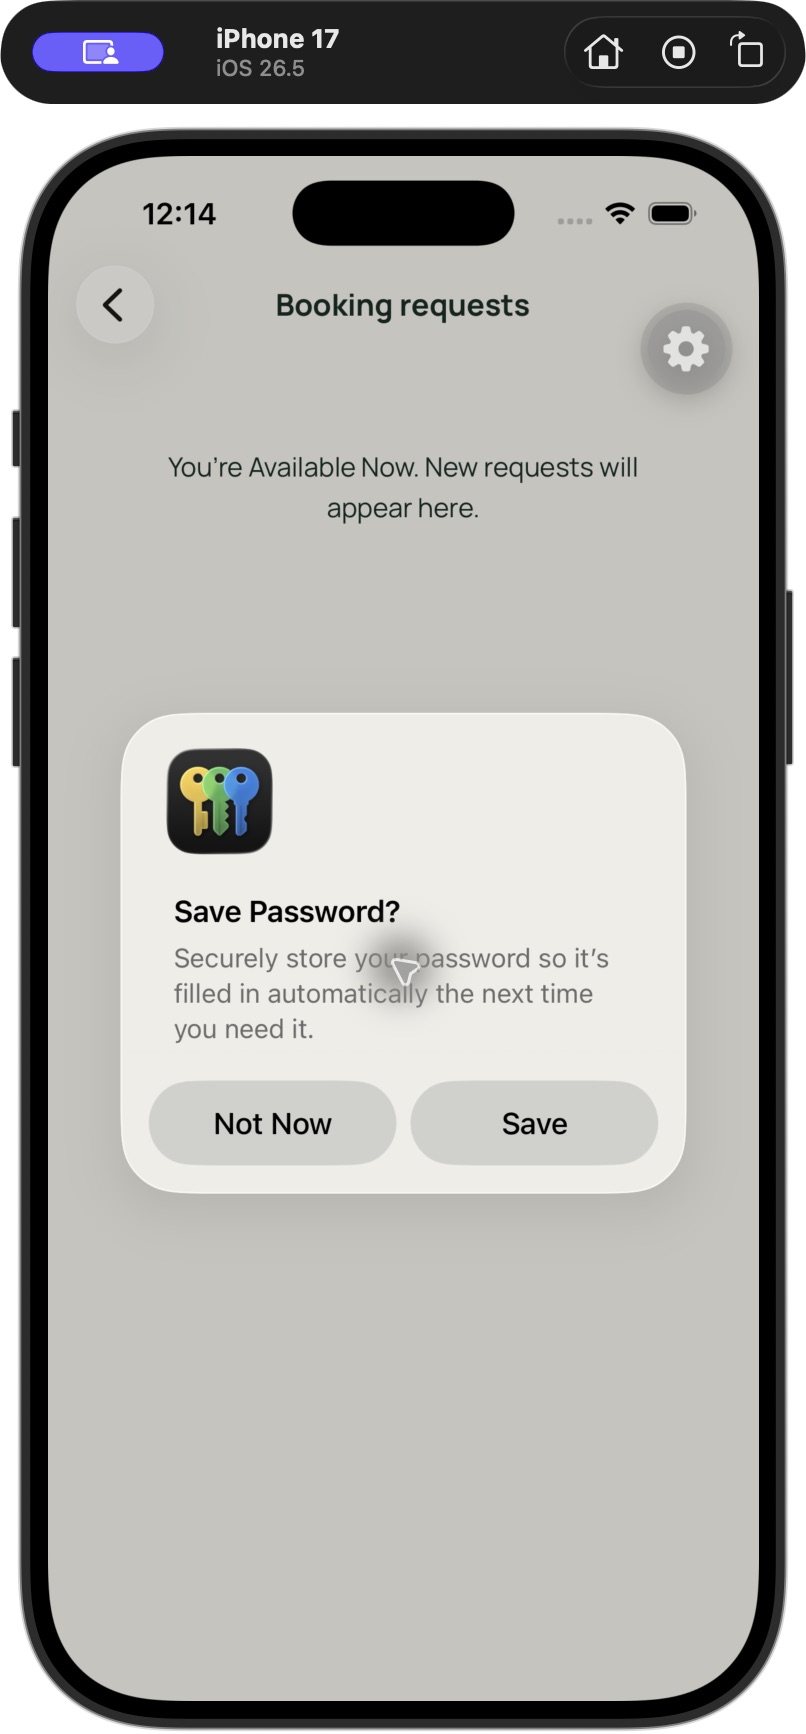 iPhone 17
iOS 26.5
12:14
Booking requests
You’re Available Now. New requests will
appear here.
Save Password?
Securely store your password so it’s
filled in automatically the next time
you need it.
Not Now
Save